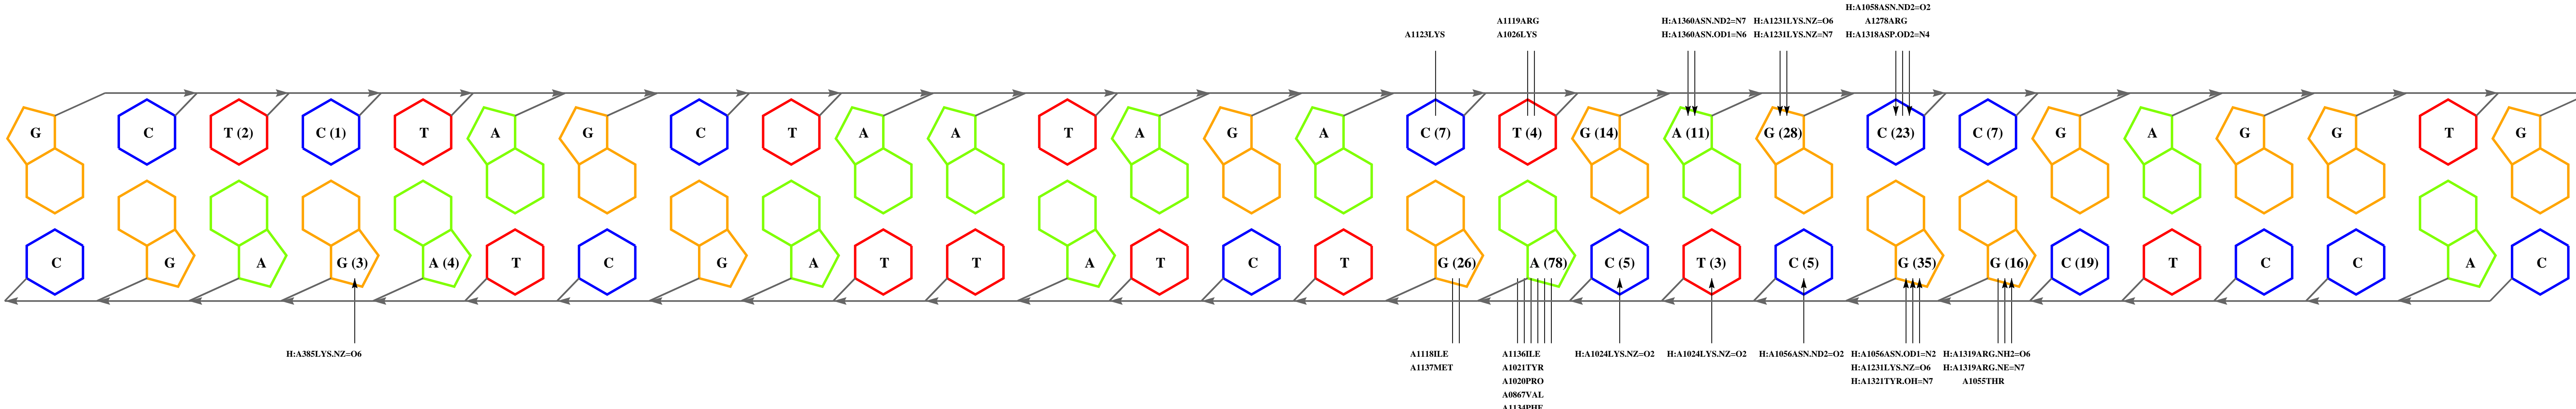 H:A1058ASN.ND2=O2
A1119ARG H:A1360ASN.ND2=N7 H:A1231LYS.NZ=O6 A1278ARG
A1123LYS A1026LYS H:A1360ASN.OD1=N6 H:A1231LYS.NZ=N7 H:A1318ASP.OD2=N4
G C T (2) C (1) T A G C T A A T A G A C (7) T (4) G (14) A (11) G (28) C (23) C (7) G A G G T G
C G A G (3) A (4) T C G A T T A T C T G (26) A (78) C (5) T (3) C (5) G (35) G (16) C (19) T C C A C
H:A385LYS.NZ=O6 A1118ILE A1136ILE H:A1024LYS.NZ=O2 H:A1024LYS.NZ=O2 H:A1056ASN.ND2=O2 H:A1056ASN.OD1=N2 H:A1319ARG.NH2=O6
A1137MET A1021TYR H:A1231LYS.NZ=O6 H:A1319ARG.NE=N7
A1020PRO H:A1321TYR.OH=N7 A1055THR
A0867VAL
A1134PHE